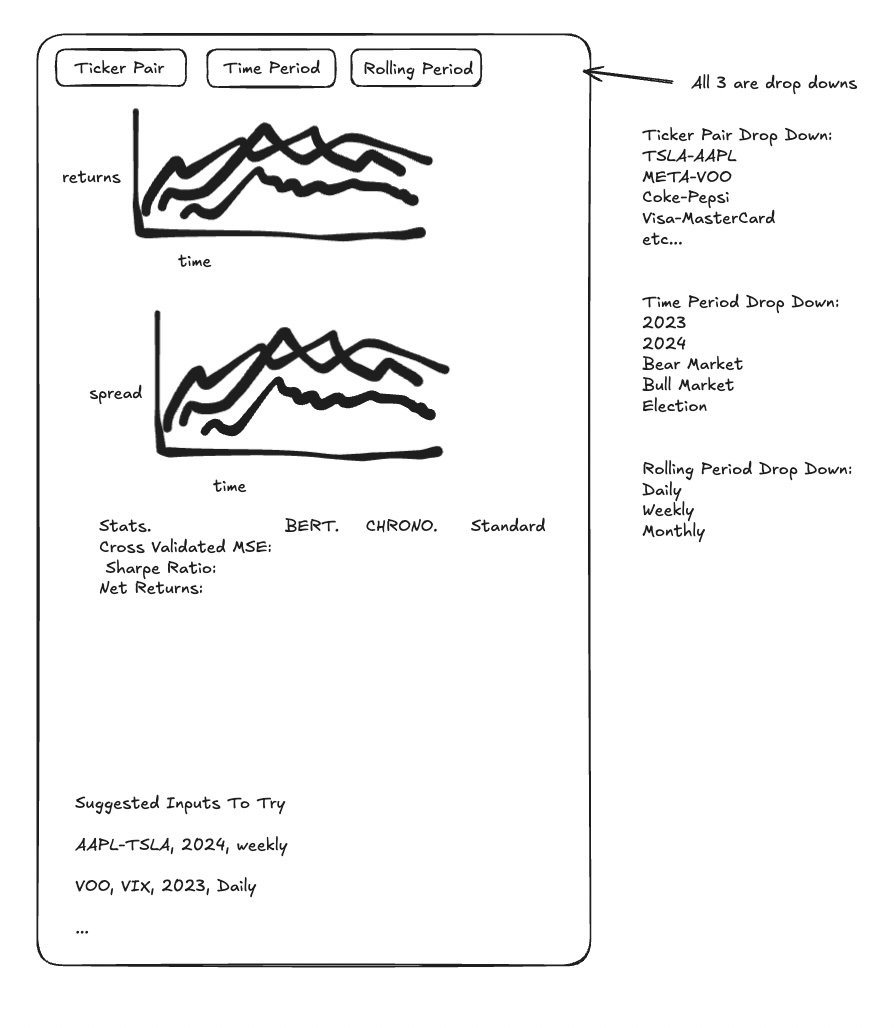 Ticker Pair
Time Period
Rolling Period
All 3 are drop downs
returns
time
spread
time
Stats. BERT. CHRONO. Standard
Cross Validated MSE:
Sharpe Ratio:
Net Returns:
Suggested Inputs To Try
AAPL-TSLA, 2024, weekly
VOO, VIX, 2023, Daily
...
Ticker Pair Drop Down:
TSLA-AAPL
META-VOO
Coke-Pepsi
Visa-MasterCard
etc...
Time Period Drop Down:
2023
2024
Bear Market
Bull Market
Election
Rolling Period Drop Down:
Daily
Weekly
Monthly